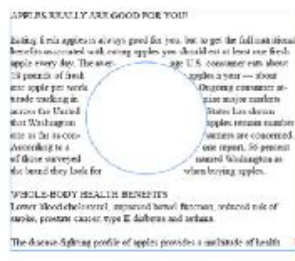 APPLES REALLY ARE GOOD FOR YOU!
Eating fresh apples is always good for you, but to get the full nutritional
benefits associated with eating apples you should eat at least one fresh
apple every day. The aver- age U.S. consumer eats about
19 pounds of fresh apples a year — about
one apple per week. Ongoing consumer at-
titude tracking in major markets
across the United States has shown
that Washington apples remain number
one as far as con- sumers are concerned.
According to a one report, 50 percent
of those surveyed named Washington as
the brand they look for when buying apples.
WHOLE-BODY HEALTH BENEFITS
Lower blood cholesterol, improved bowel function, reduced risk of
stroke, prostate cancer, type II diabetes and asthma.
The disease-fighting profile of apples provides a multitude of health